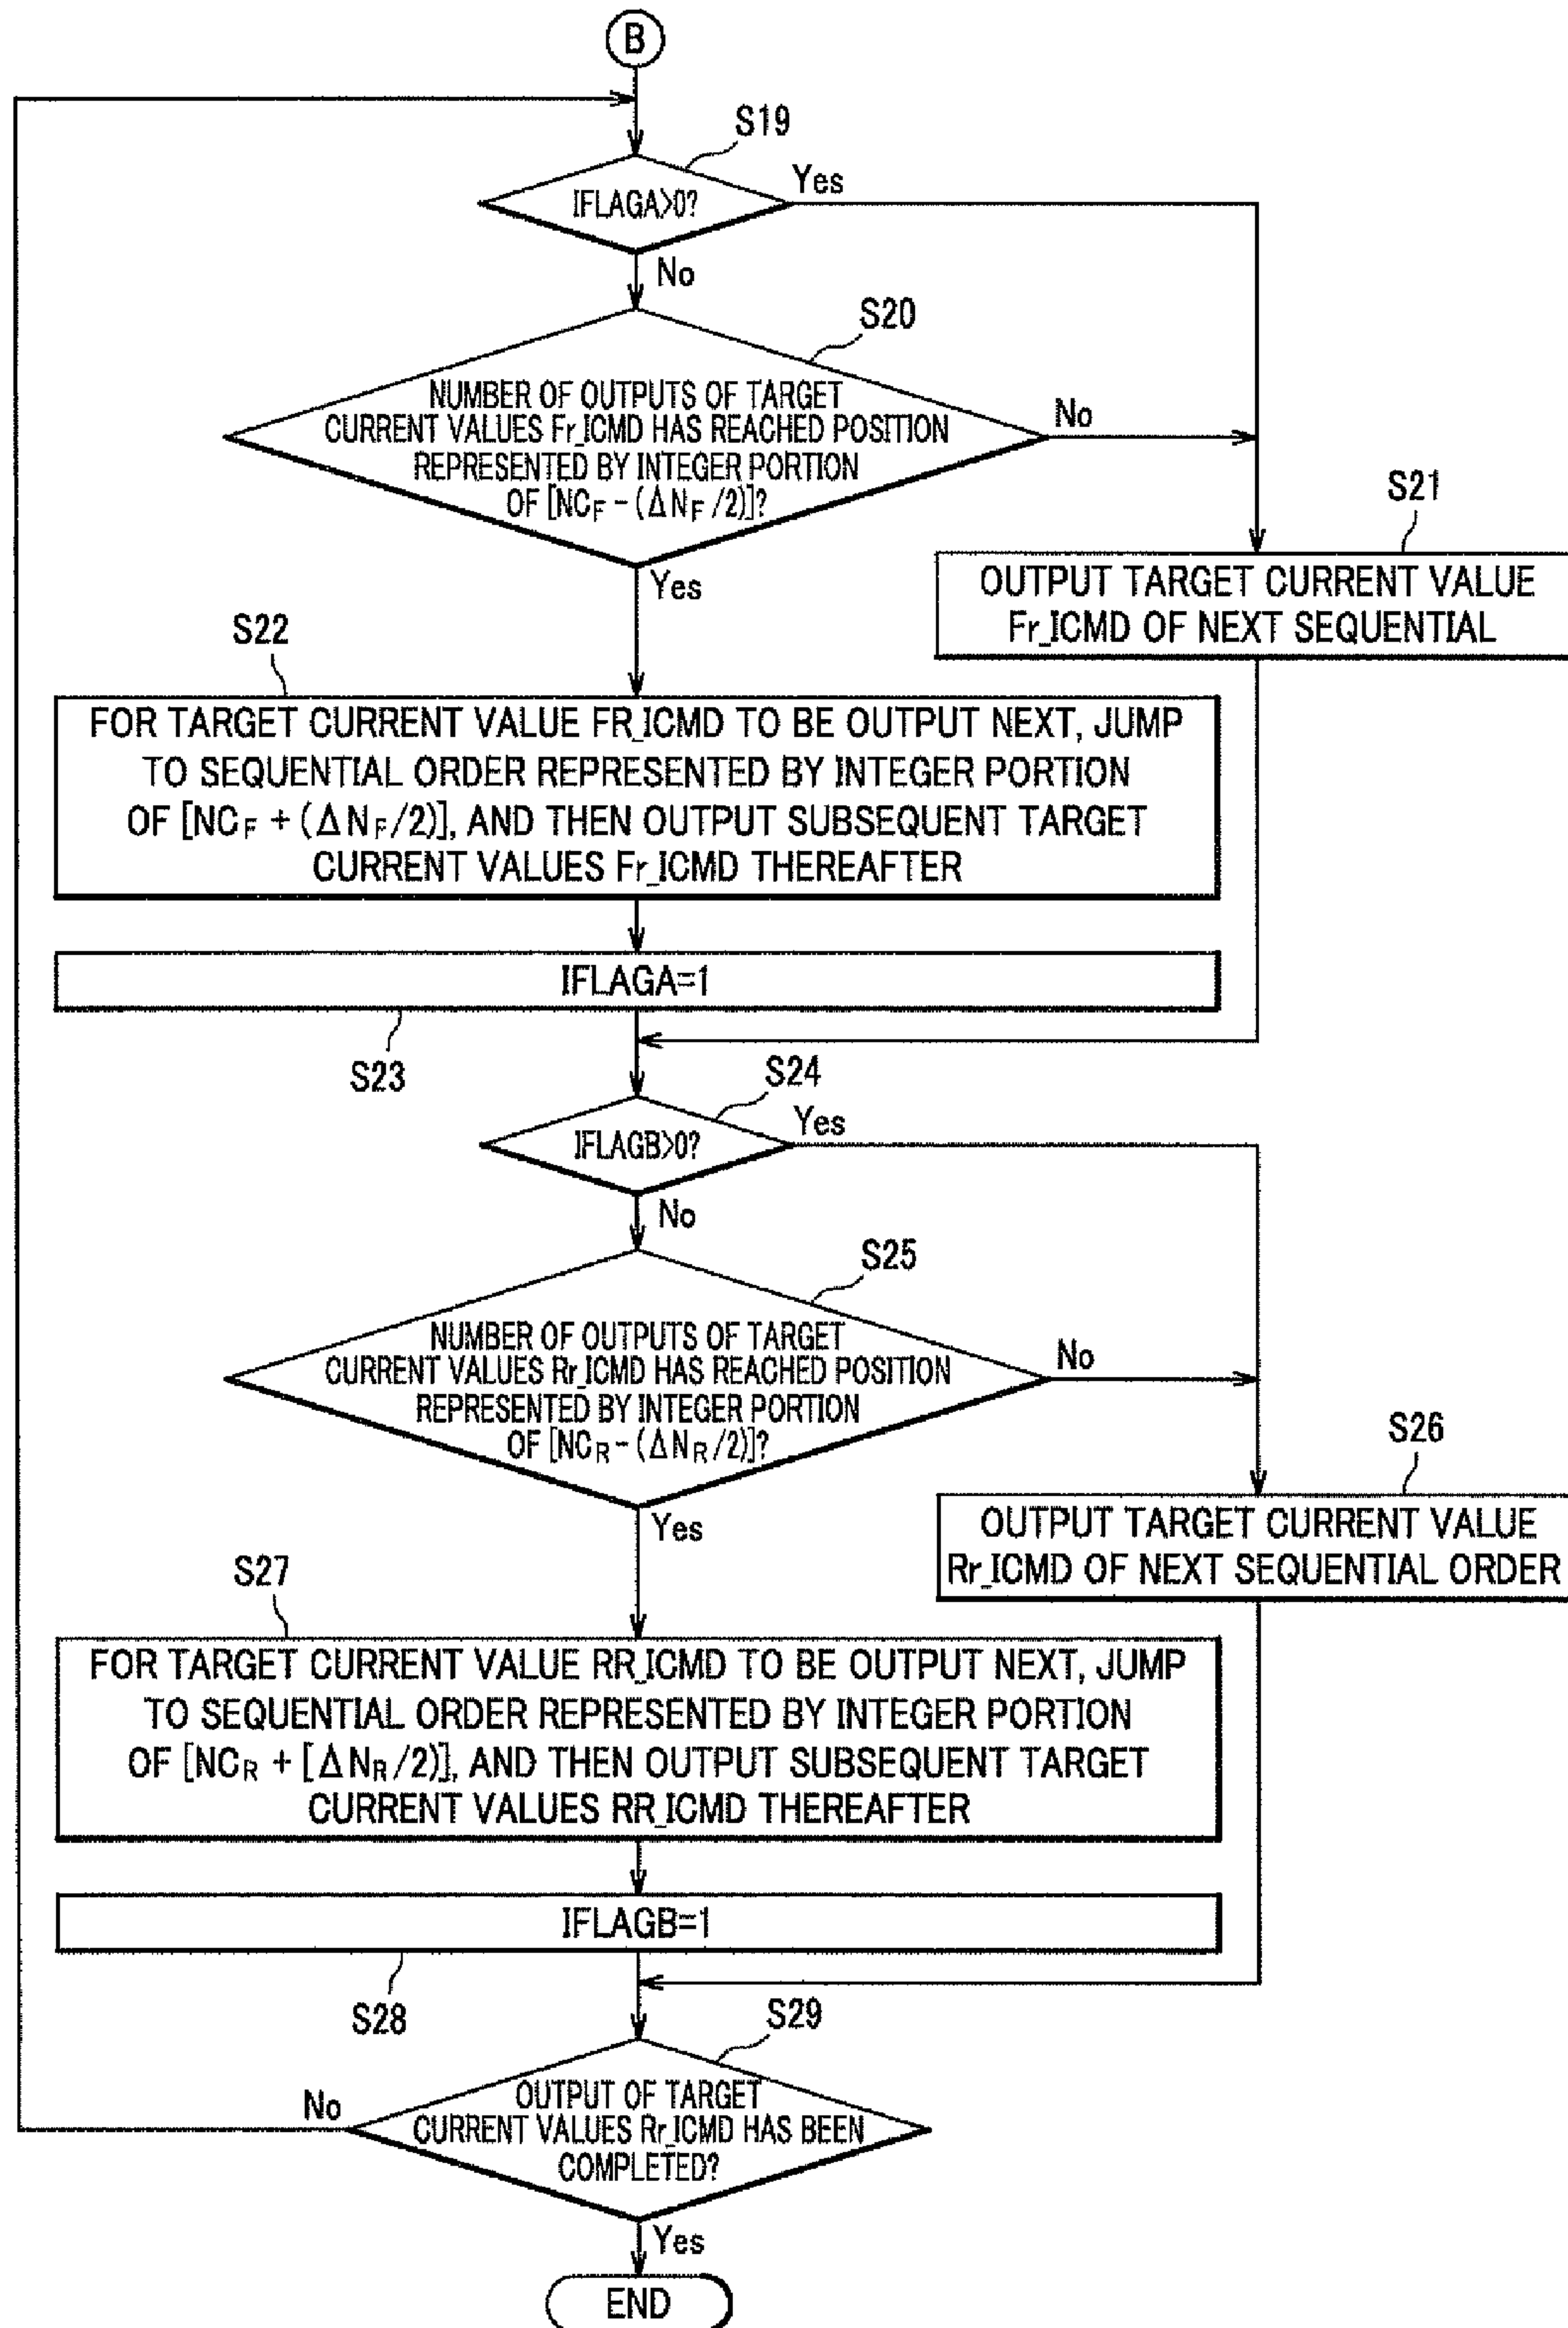 B
S19
IFLAGA>0?
Yes
No
S20
NUMBER OF OUTPUTS OF TARGET
CURRENT VALUES Fr_ICMD HAS REACHED POSITION
REPRESENTED BY INTEGER PORTION
OF [NCF - (ΔNF /2)]?
No
Yes
S21
OUTPUT TARGET CURRENT VALUE
Fr_ICMD OF NEXT SEQUENTIAL
S22
FOR TARGET CURRENT VALUE FR_ICMD TO BE OUTPUT NEXT, JUMP
TO SEQUENTIAL ORDER REPRESENTED BY INTEGER PORTION
OF [NCF + (ΔNF/2)], AND THEN OUTPUT SUBSEQUENT TARGET
CURRENT VALUES Fr_ICMD THEREAFTER
IFLAGA=1
S23
S24
IFLAGB>0?
Yes
No
S25
NUMBER OF OUTPUTS OF TARGET
CURRENT VALUES Rr_ICMD HAS REACHED POSITION
REPRESENTED BY INTEGER PORTION
OF [NCR - (ΔNR /2)]?
No
Yes
S26
OUTPUT TARGET CURRENT VALUE
Rr_ICMD OF NEXT SEQUENTIAL ORDER
S27
FOR TARGET CURRENT VALUE RR_ICMD TO BE OUTPUT NEXT, JUMP
TO SEQUENTIAL ORDER REPRESENTED BY INTEGER PORTION
OF [NCR + [ΔNR/2)], AND THEN OUTPUT SUBSEQUENT TARGET
CURRENT VALUES RR_ICMD THEREAFTER
IFLAGB=1
S28
S29
OUTPUT OF TARGET
CURRENT VALUES Rr_ICMD HAS BEEN
COMPLETED?
No
Yes
END